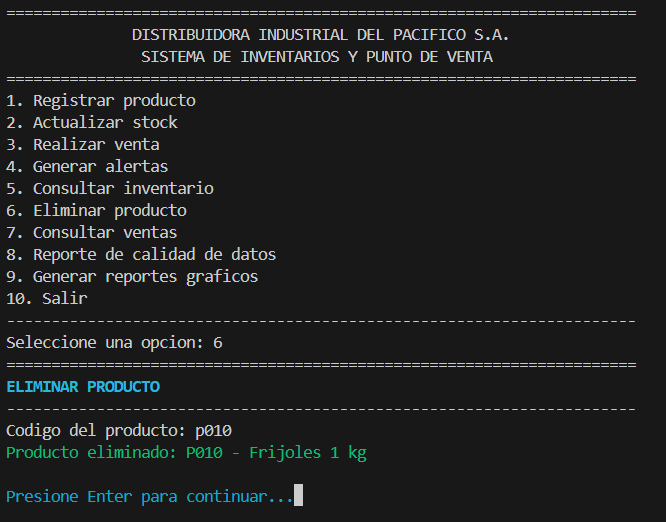 ======================================================================
DISTRIBUIDORA INDUSTRIAL DEL PACIFICO S.A.
SISTEMA DE INVENTARIOS Y PUNTO DE VENTA
======================================================================
1. Registrar producto
2. Actualizar stock
3. Realizar venta
4. Generar alertas
5. Consultar inventario
6. Eliminar producto
7. Consultar ventas
8. Reporte de calidad de datos
9. Generar reportes graficos
10. Salir
----------------------------------------------------------------------
Seleccione una opcion: 6
======================================================================
ELIMINAR PRODUCTO
----------------------------------------------------------------------
Codigo del producto: p010
Producto eliminado: P010 - Frijoles 1 kg
Presione Enter para continuar...